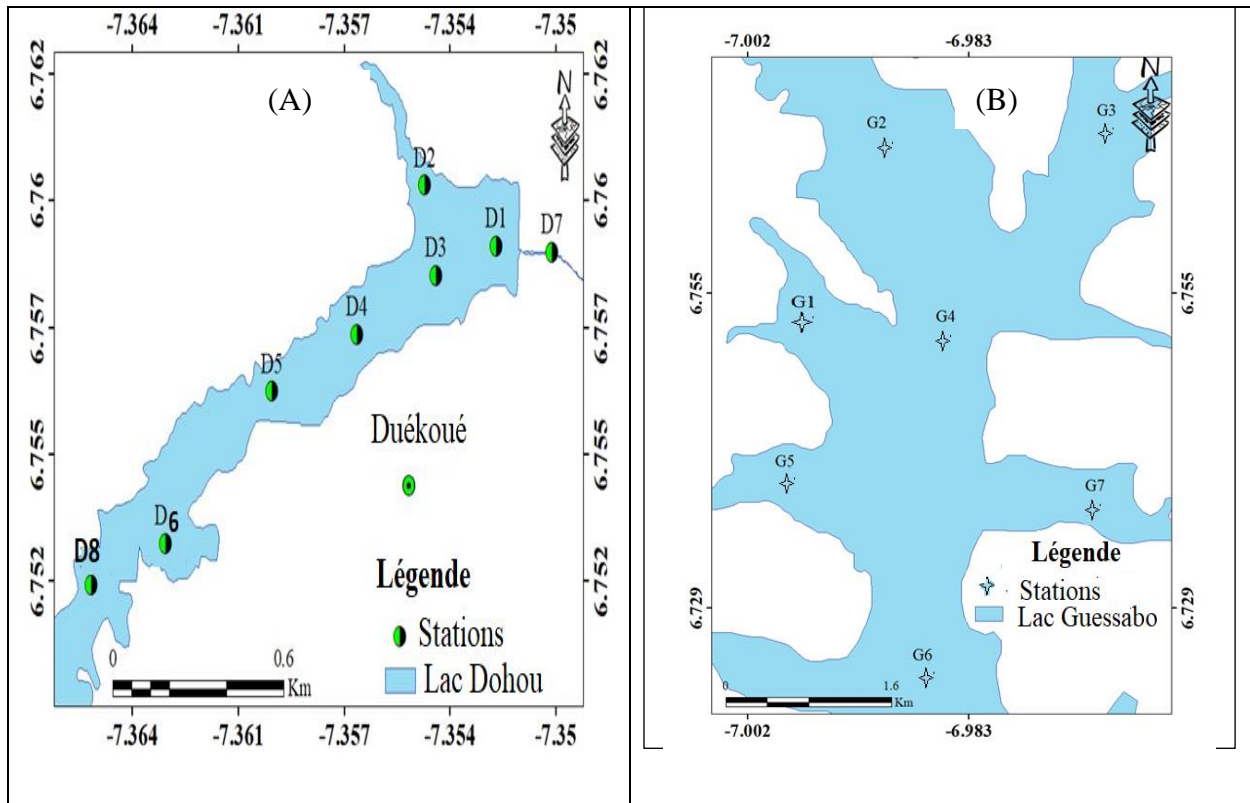 -7.364 -7.361 -7.357 -7.354 -7.35
6.762
6.762
(A)
N
D2
6.76
6.76
D1
D7
D3
D4
6.757
6.757
D5
Duékoué
6.755
6.755
D6
D8
Légende
6.752
6.752
Stations
0 0.6
Km
Lac Dohou
-7.364 -7.361 -7.357 -7.354 -7.35
-7.002 -6.983
(B)
N
G3
G2
6.755
6.755
G1
G4
G5
G7
Légende
Stations
6.729
6.729
Lac Guessabo
G6
0 1.6
Km
-7.002 -6.983